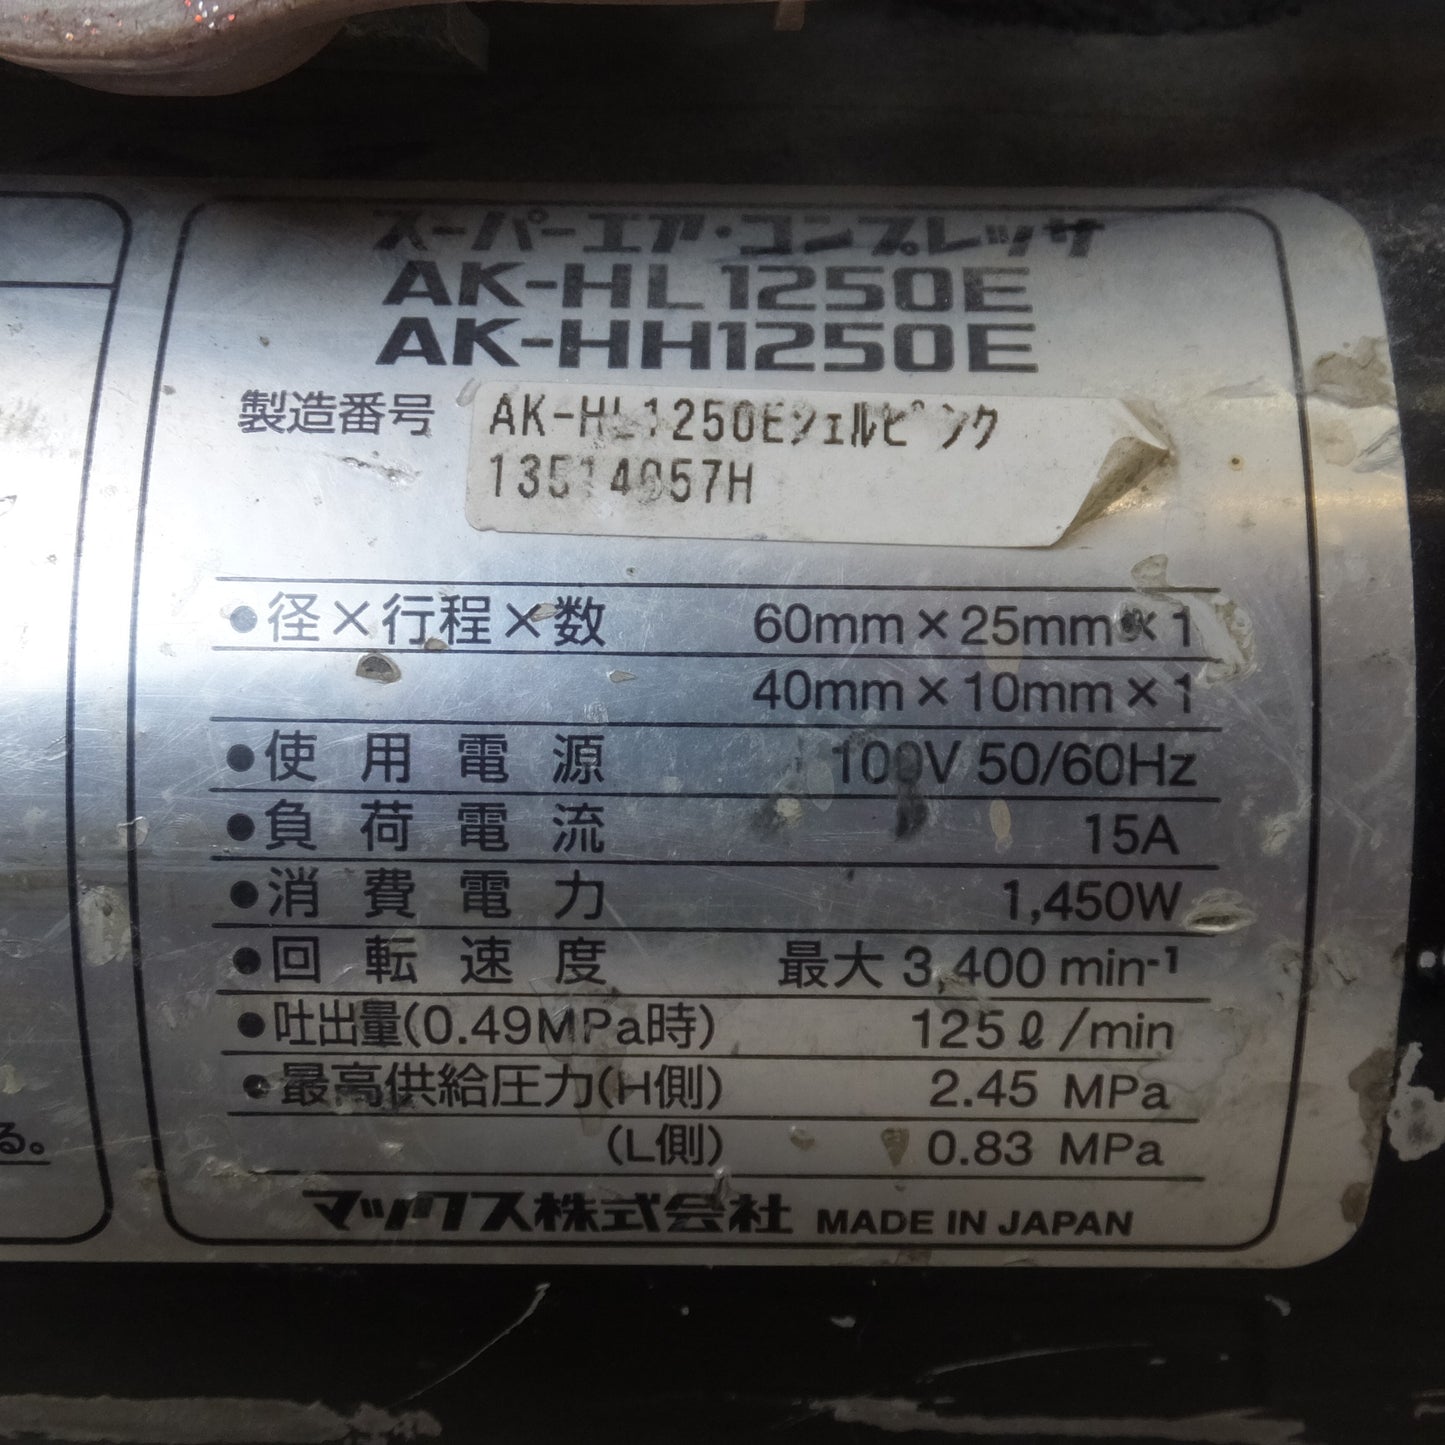 スーパーエア・コンプレッサ
AK-HL1250E
AK-HH1250E
製造番号
AK-HL1250Eシェルピンク
13514057H
●径×行程×数 60mm×25mm×1
40mm×10mm×1
●使用電源 100V 50/60Hz
●負荷電流 15A
●消費電力 1,450W
●回転速度 最大 3,400 min-1
●吐出量(0.49MPa時) 125ℓ/min
●最高供給圧力(H側) 2.45 MPa
(L側) 0.83 MPa
る。
マックス株式会社 MADE IN JAPAN